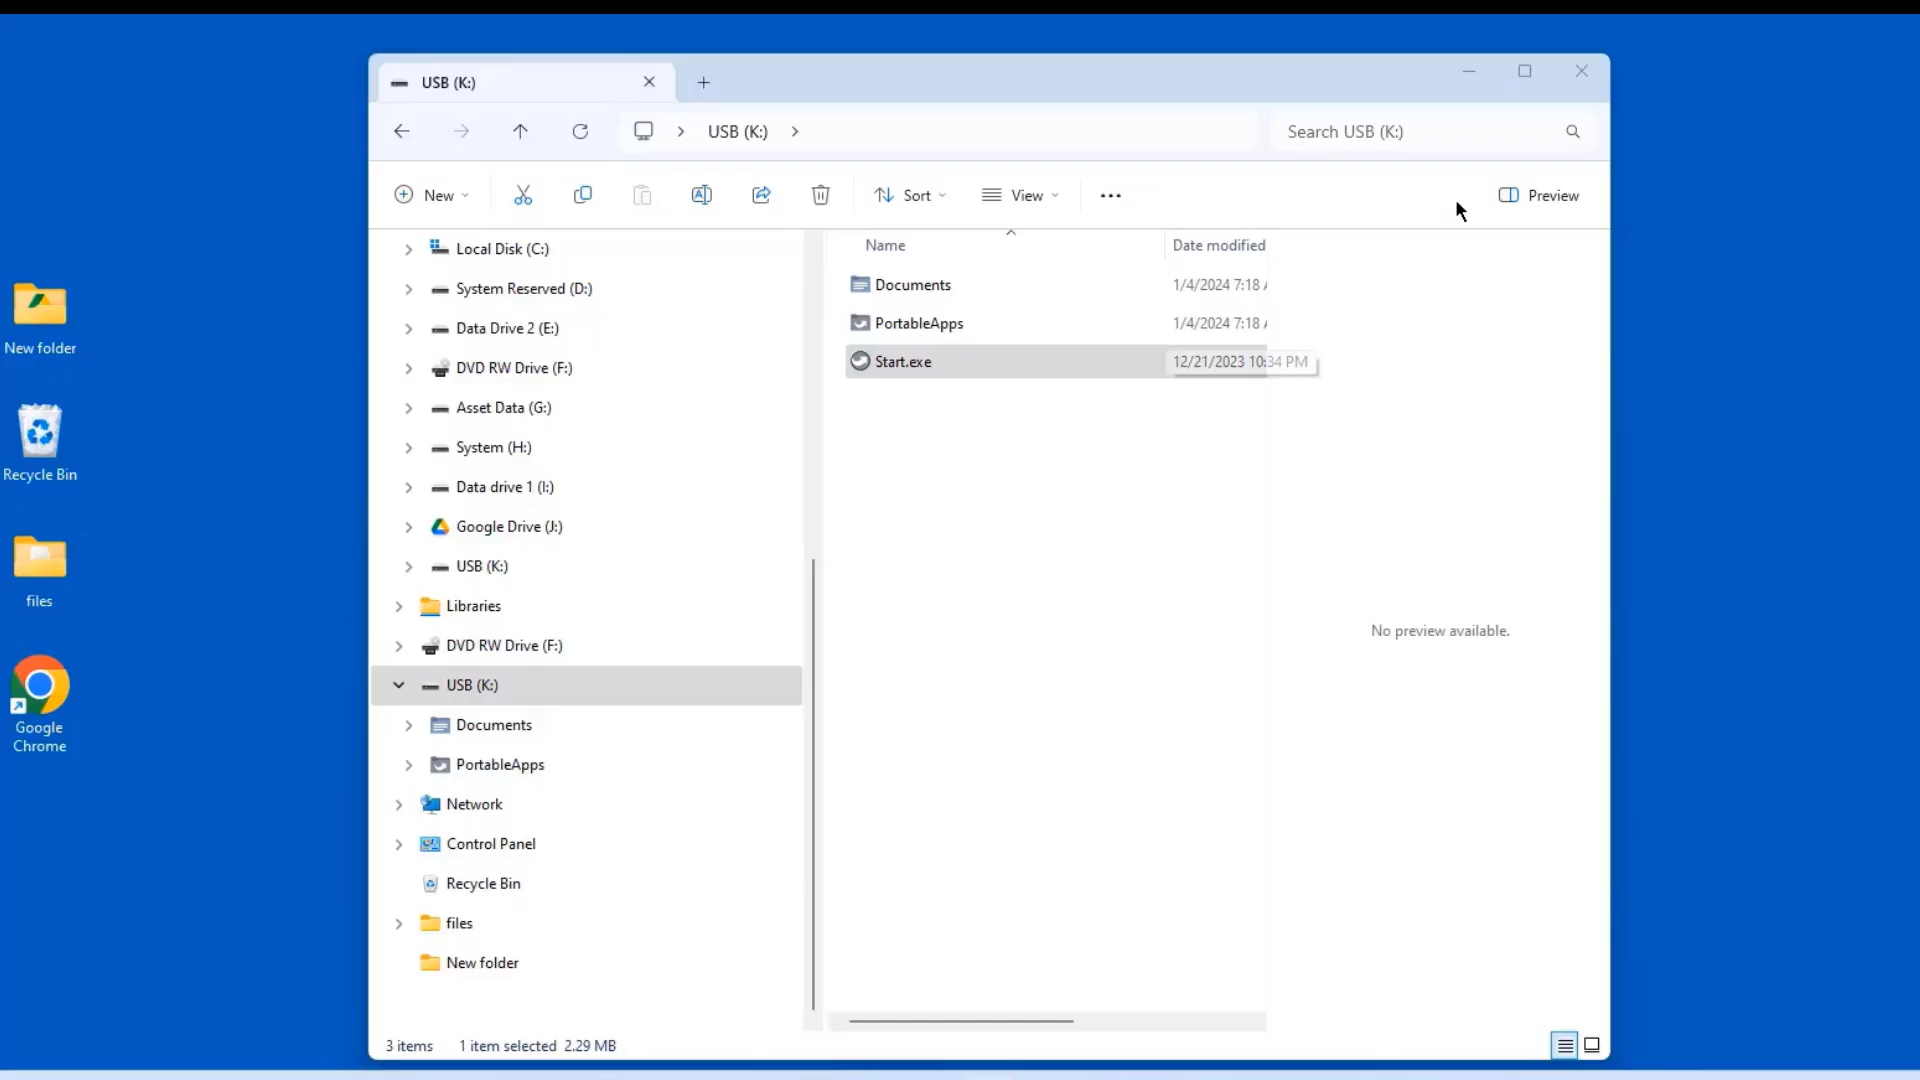 USB (K:)
USB (K:)
Search USB (K:)
New
Sort
View
Preview
New folder
Recycle Bin
files
Google
Chrome
Local Disk (C:)
System Reserved (D:)
Data Drive 2 (E:)
DVD RW Drive (F:)
Asset Data (G:)
System (H:)
Data drive 1 (I:)
Google Drive (J:)
USB (K:)
Libraries
DVD RW Drive (F:)
USB (K:)
Documents
PortableApps
Network
Control Panel
Recycle Bin
files
New folder
Name Date modified
Documents 1/4/2024 7:18
PortableApps 1/4/2024 7:18
Start.exe 12/21/2023 10:34 PM
No preview available.
3 items 1 item selected 2.29 MB